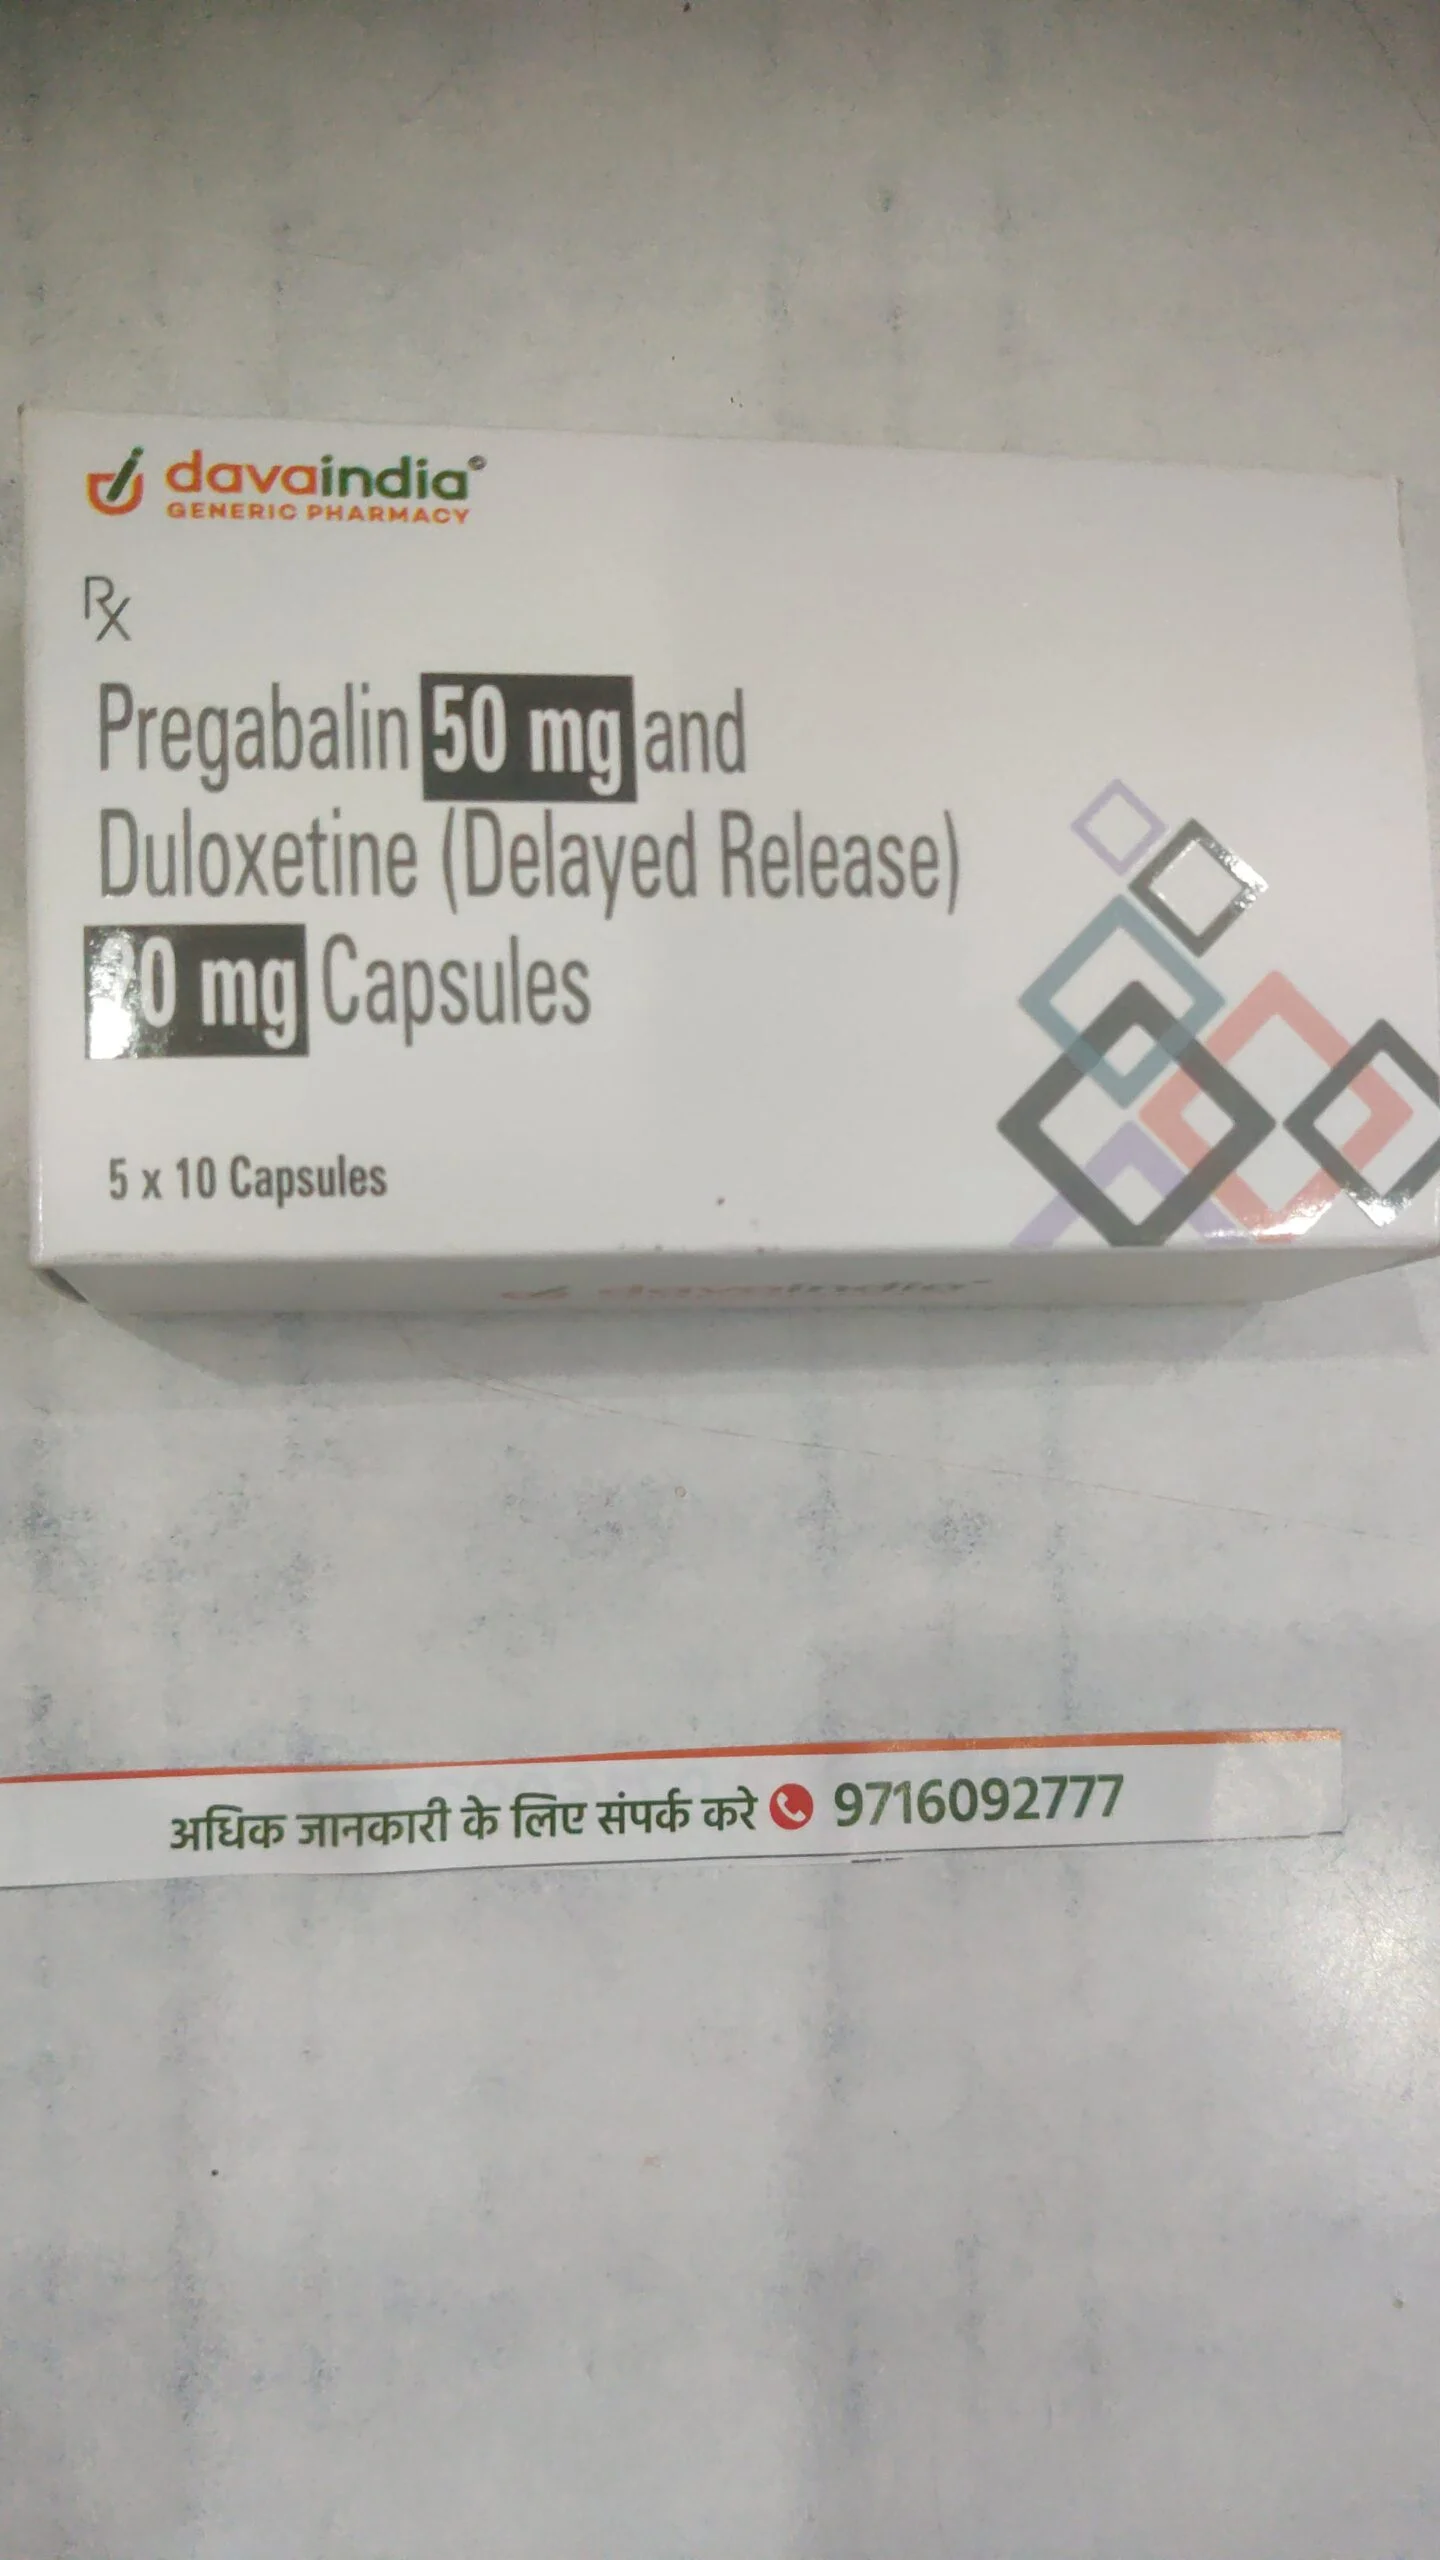 davaindia
GENERIC PHARMACY
Rx
Pregabalin 50 mg and
Duloxetine (Delayed Release)
mg Capsules
5 x 10 Capsules
davaindia
अधिक जानकारी के लिए संपर्क करे 9716092777